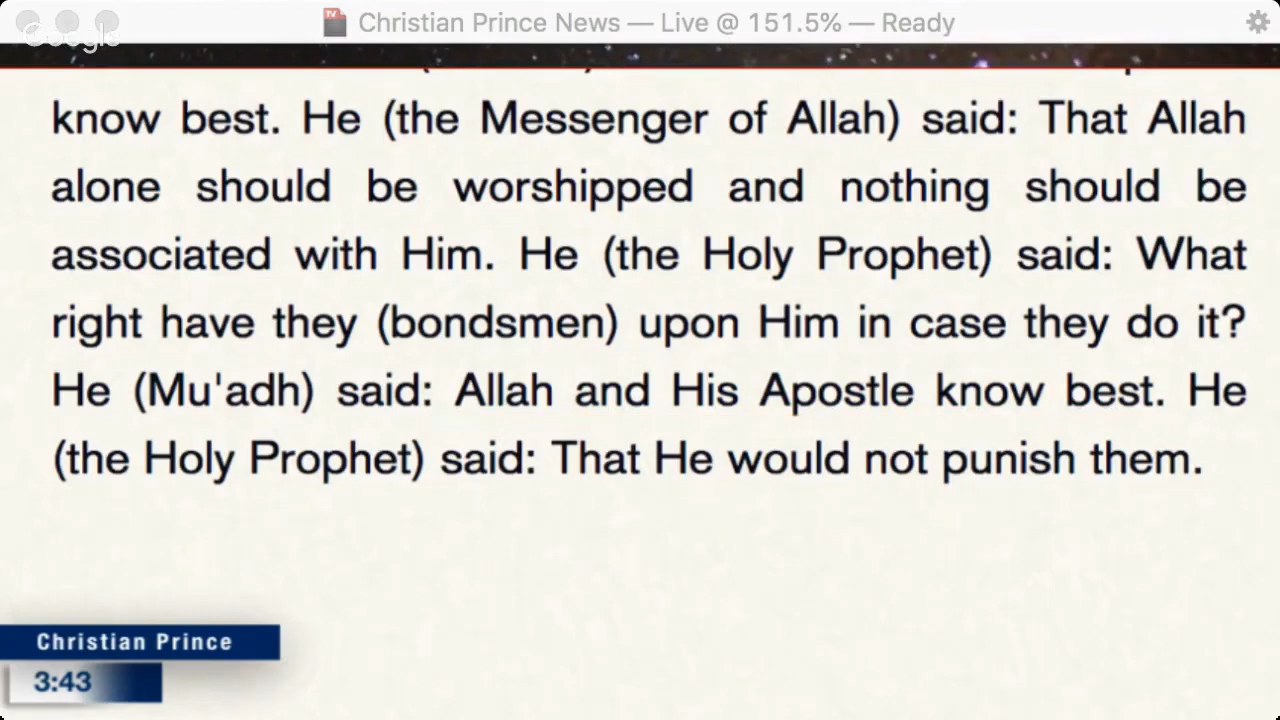 Christian Prince News — Live @ 151.5% — Ready
Google
know best. He (the Messenger of Allah) said: That Allah
alone should be worshipped and nothing should be
associated with Him. He (the Holy Prophet) said: What
right have they (bondsmen) upon Him in case they do it?
He (Mu'adh) said: Allah and His Apostle know best. He
(the Holy Prophet) said: That He would not punish them.
Christian Prince
3:43